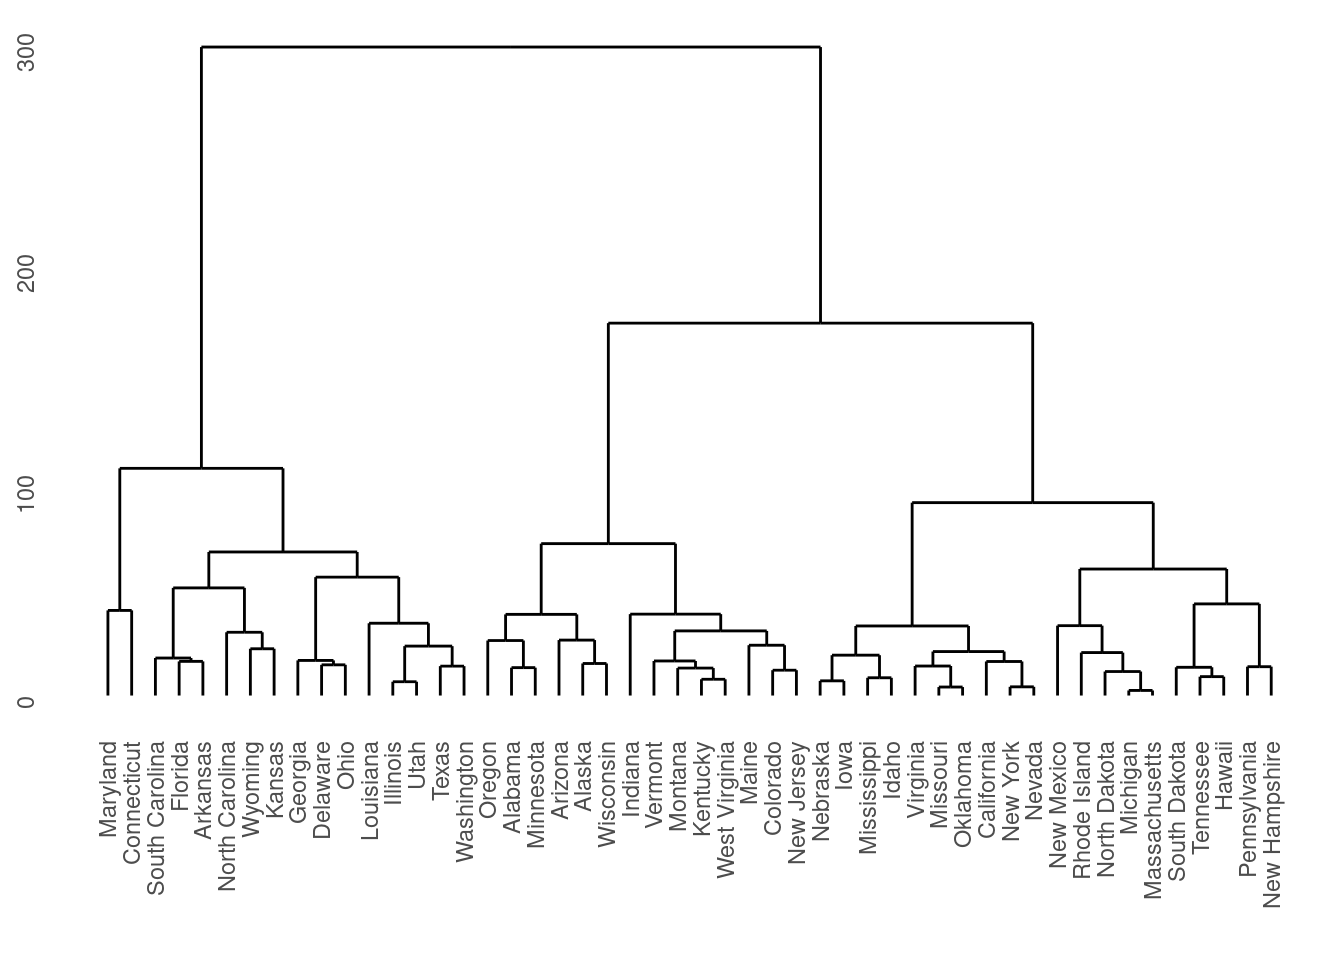 300
200
100
0
Maryland
Connecticut
South Carolina
Florida
Arkansas
North Carolina
Wyoming
Kansas
Georgia
Delaware
Ohio
Louisiana
Illinois
Utah
Texas
Washington
Oregon
Alabama
Minnesota
Arizona
Alaska
Wisconsin
Indiana
Vermont
Montana
Kentucky
West Virginia
Maine
Colorado
New Jersey
Nebraska
Iowa
Mississippi
Idaho
Virginia
Missouri
Oklahoma
California
New York
Nevada
New Mexico
Rhode Island
North Dakota
Michigan
Massachusetts
South Dakota
Tennessee
Hawaii
Pennsylvania
New Hampshire